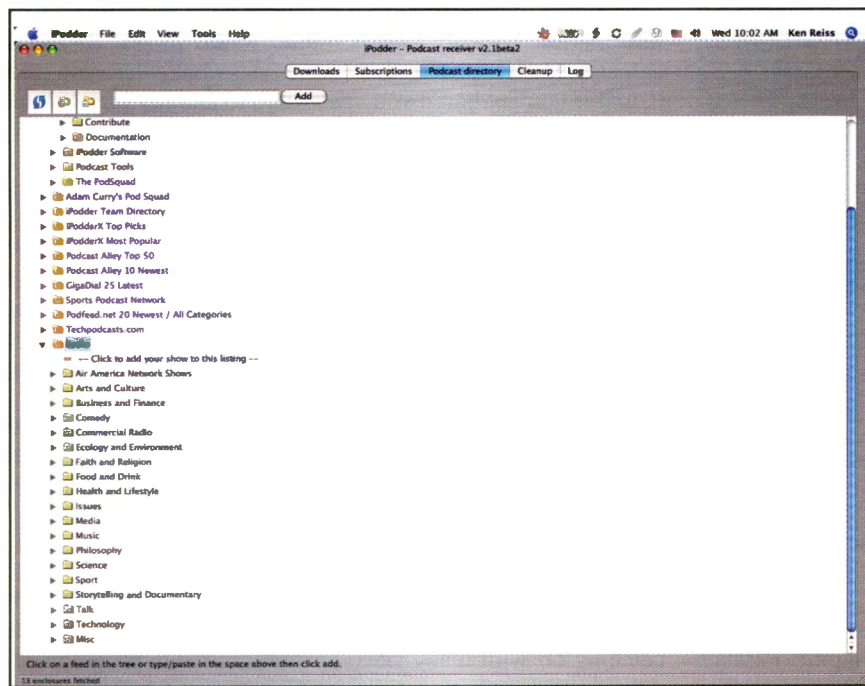 iPodder File Edit View Tools Help Wed 10:02 AM Ken Reiss
iPodder – Podcast receiver v2.1beta2
Downloads Subscriptions Podcast directory Cleanup Log
Add
Contribute
Documentation
iPodder Software
Podcast Tools
The PodSquad
Adam Curry's Pod Squad
iPodder Team Directory
iPodderX Top Picks
iPodderX Most Popular
Podcast Alley Top 50
Podcast Alley 10 Newest
GigaDial 25 Latest
Sports Podcast Network
Podfeed.net 20 Newest / All Categories
Techpodcasts.com
-- Click to add your show to this listing --
Air America Network Shows
Arts and Culture
Business and Finance
Comedy
Commercial Radio
Ecology and Environment
Faith and Religion
Food and Drink
Health and Lifestyle
Issues
Media
Music
Philosophy
Science
Sport
Storytelling and Documentary
Talk
Technology
Misc
Click on a feed in the tree or type/paste in the space above then click add.
13 enclosures fetched